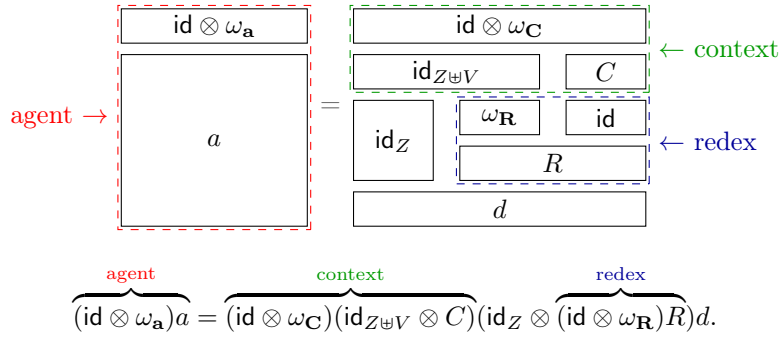 id ⊗ ω_a id ⊗ ω_C
id_{Z⊎V} C ← context
agent → a = id_Z ω_R id ← redex
R
d
agent context redex
(id ⊗ ω_a)a = (id ⊗ ω_C)(id_{Z⊎V} ⊗ C)(id_Z ⊗ (id ⊗ ω_R)R)d.